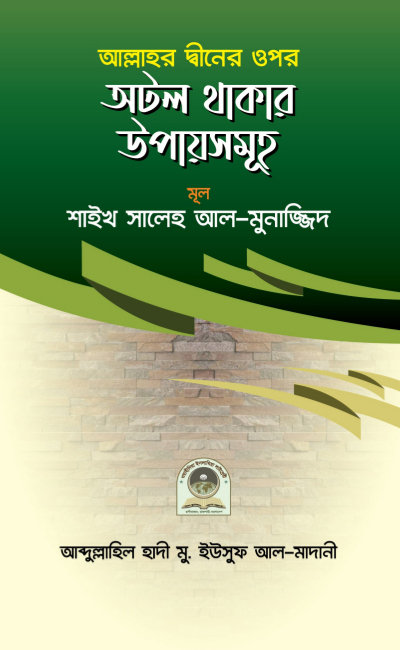 আল্লাহর দ্বীনের ওপর
অটল থাকার
উপায়সমূহ
মূল
শাইখ সালেহ আল-মুনাজ্জিদ
আব্দুল্লাহিল হাদী মু. ইউসুফ আল-মাদানী